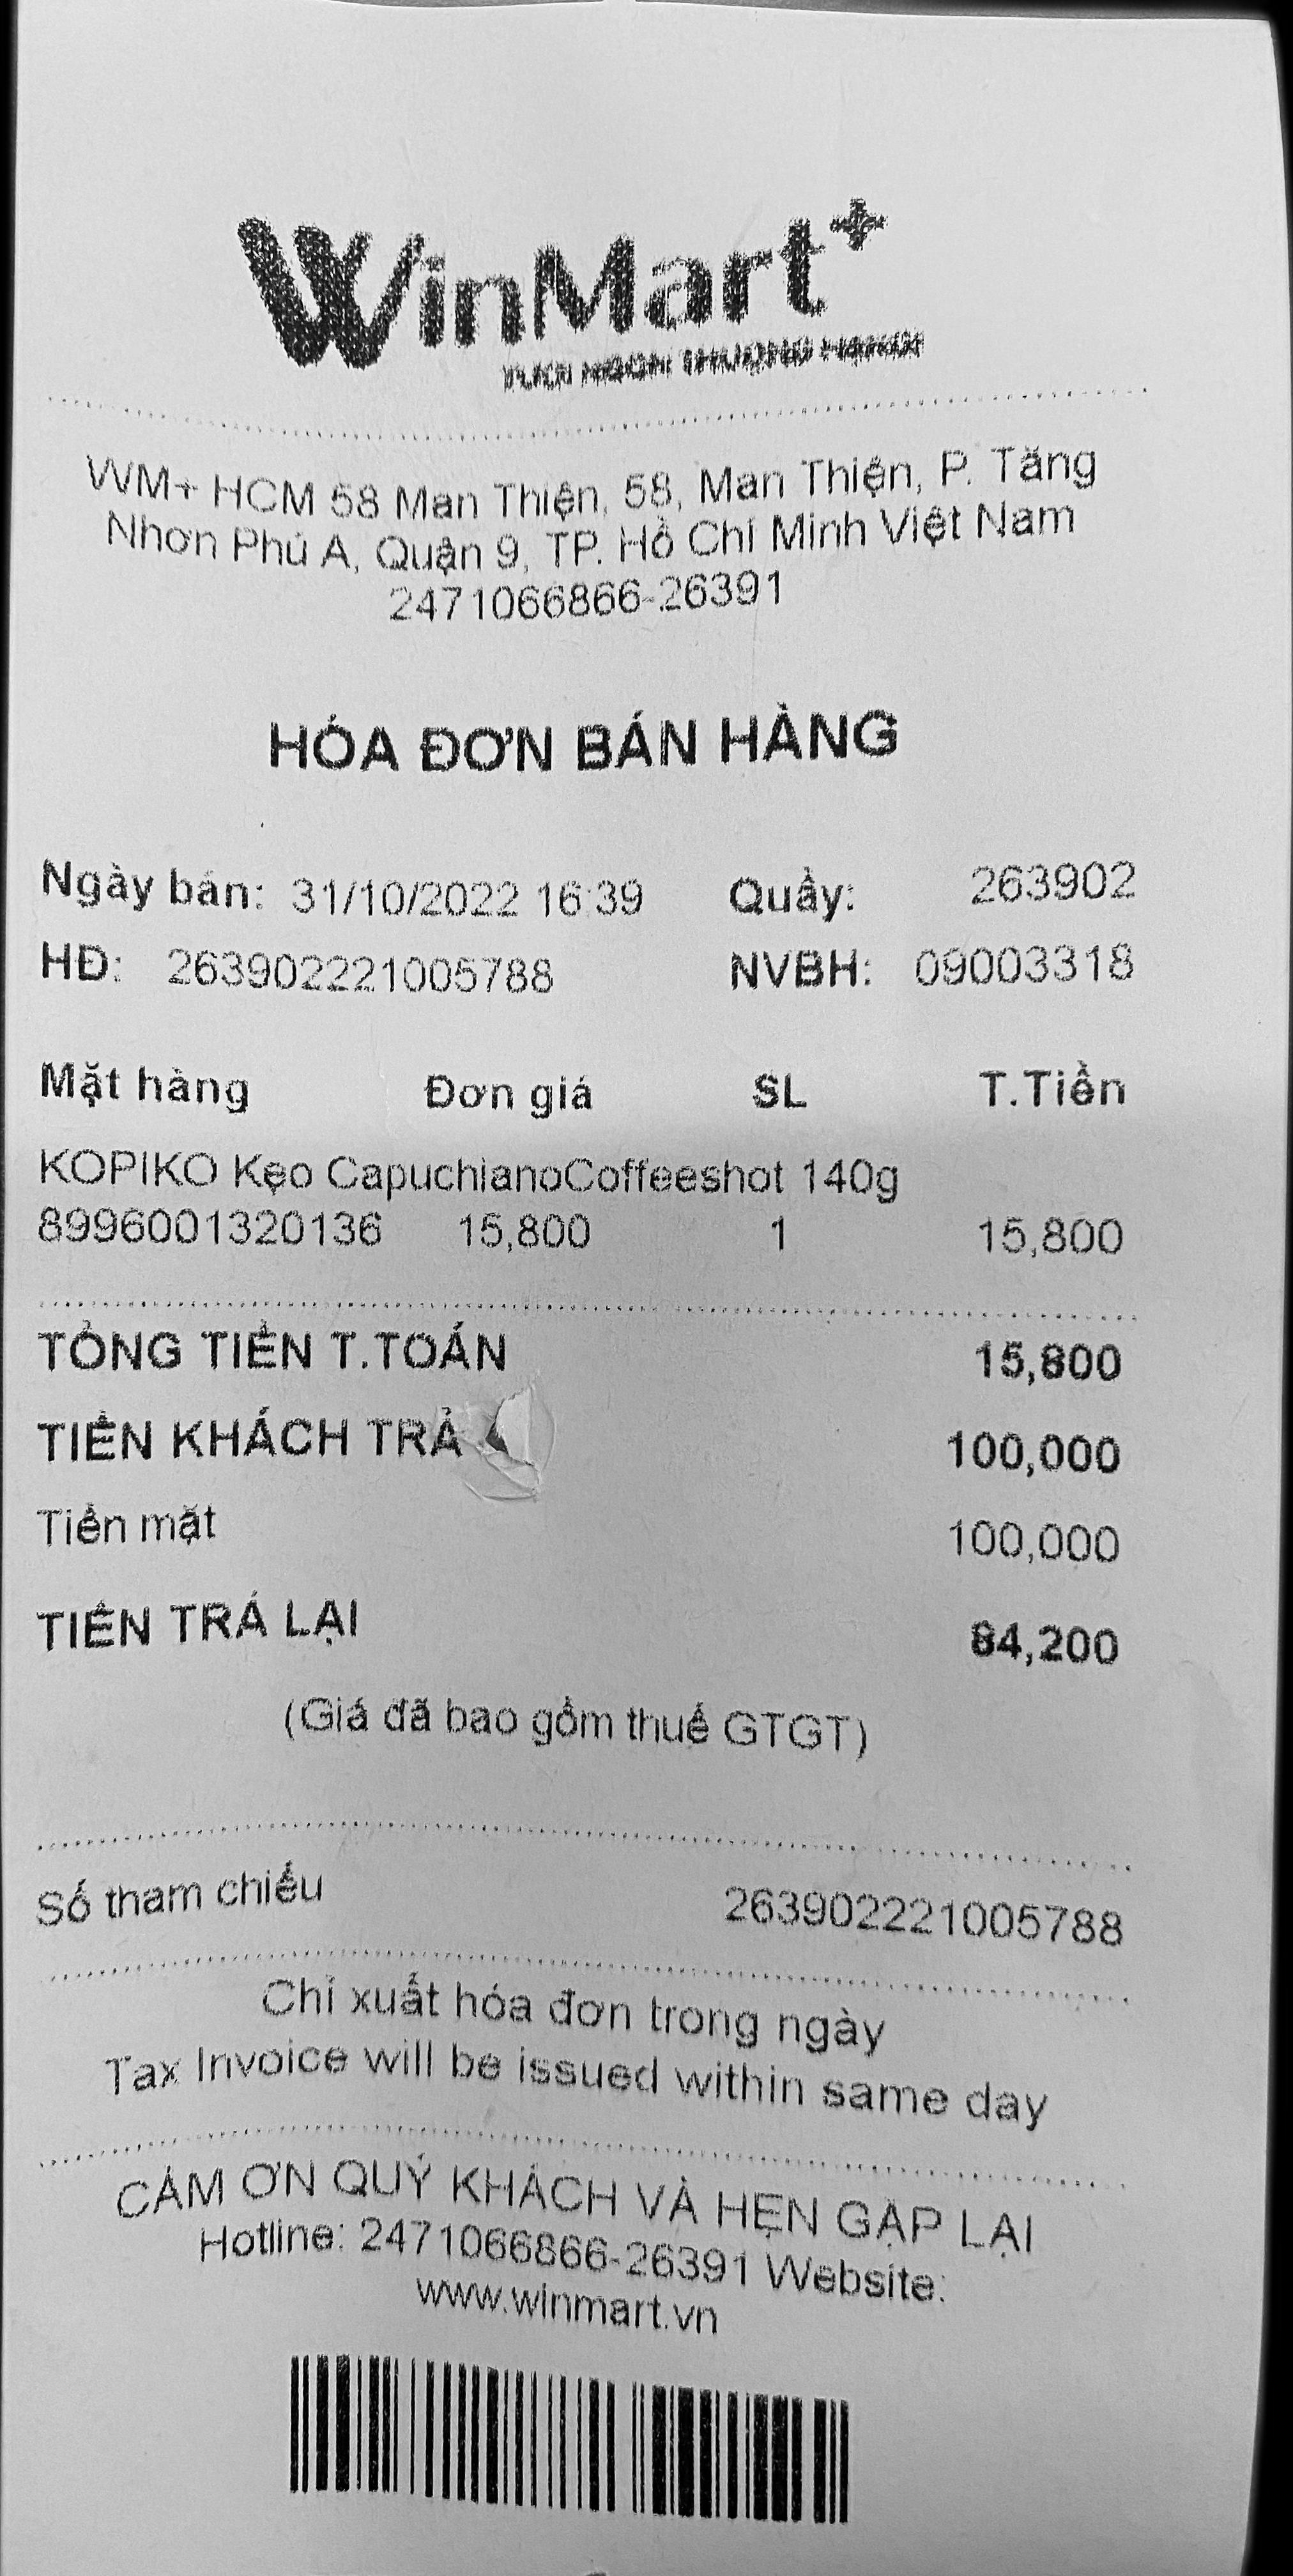 WinMart+
WM+ HCM 58 Man Thiện, 58, Man Thiện, P. Tăng
Nhơn Phú A, Quận 9, TP. Hồ Chí Minh Việt Nam
2471066866-26391
HÓA ĐƠN BÁN HÀNG
Ngày bán: 31/10/2022 16:39 Quầy: 263902
HĐ: 263902221005788 NVBH: 09003318
Mặt hàng Đơn giá SL T.Tiền
KOPIKO Kẹo CapuchianoCoffeeshot 140g
8996001320136 15,800 1 15,800
TỔNG TIỀN T.TOÁN 15,800
TIỀN KHÁCH TRẢ 100,000
Tiền mặt 100,000
TIỀN TRẢ LẠI 84,200
(Giá đã bao gồm thuế GTGT)
Số tham chiếu 263902221005788
Chỉ xuất hóa đơn trong ngày
Tax Invoice will be issued within same day
CẢM ƠN QUÝ KHÁCH VÀ HẸN GẶP LẠI
Hotline: 2471066866-26391 Website:
www.winmart.vn